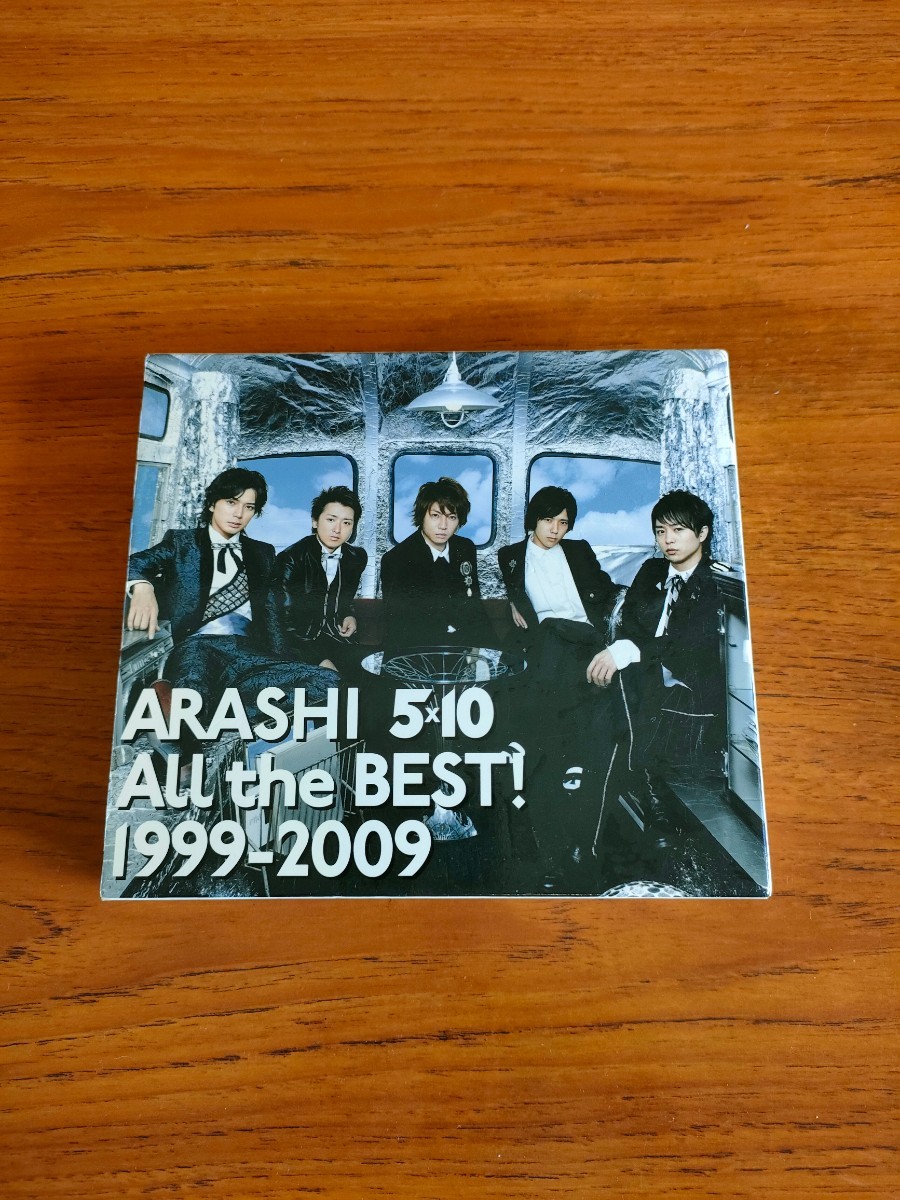 ARASHI 5×10
All the BEST!
1999-2009